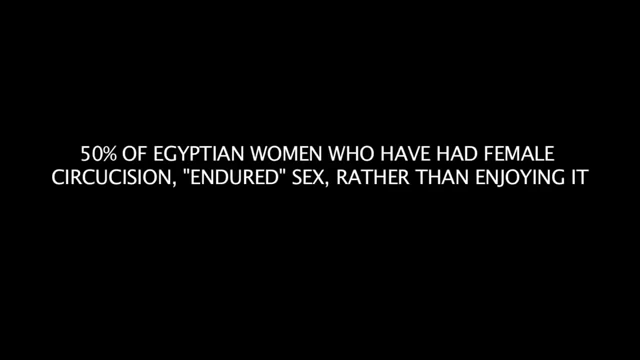 50% OF EGYPTIAN WOMEN WHO HAVE HAD FEMALE
CIRCUCISION, "ENDURED" SEX, RATHER THAN ENJOYING IT